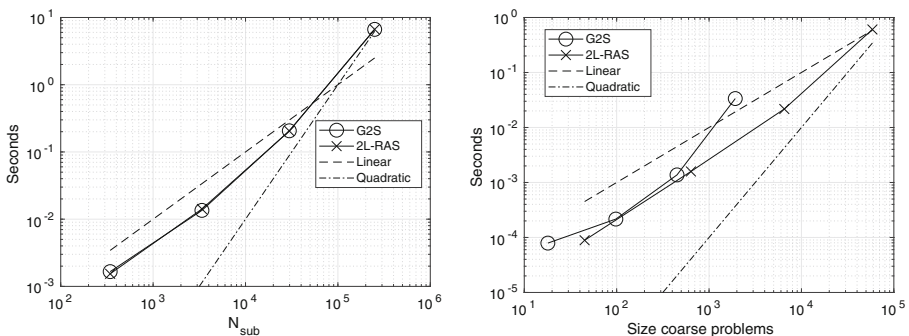 10^1
10^0
10^-1
10^-2
10^-3
Seconds
10^2
10^3
10^4
10^5
10^6
N_sub
G2S
2L-RAS
Linear
Quadratic
10^0
10^-1
10^-2
10^-3
10^-4
10^-5
Seconds
10^1
10^2
10^3
10^4
10^5
Size coarse problems
G2S
2L-RAS
Linear
Quadratic